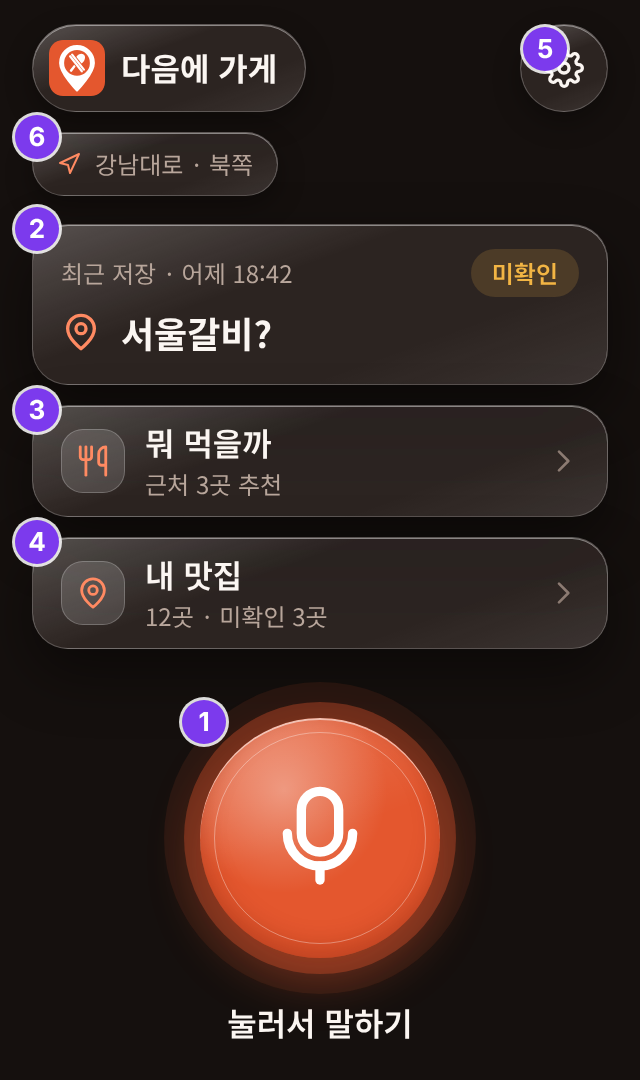 다음에 가게
5
6
강남대로 · 북쪽
2
최근 저장 · 어제 18:42
미확인
서울갈비?
3
뭐 먹을까
근처 3곳 추천
4
내 맛집
12곳 · 미확인 3곳
1
눌러서 말하기